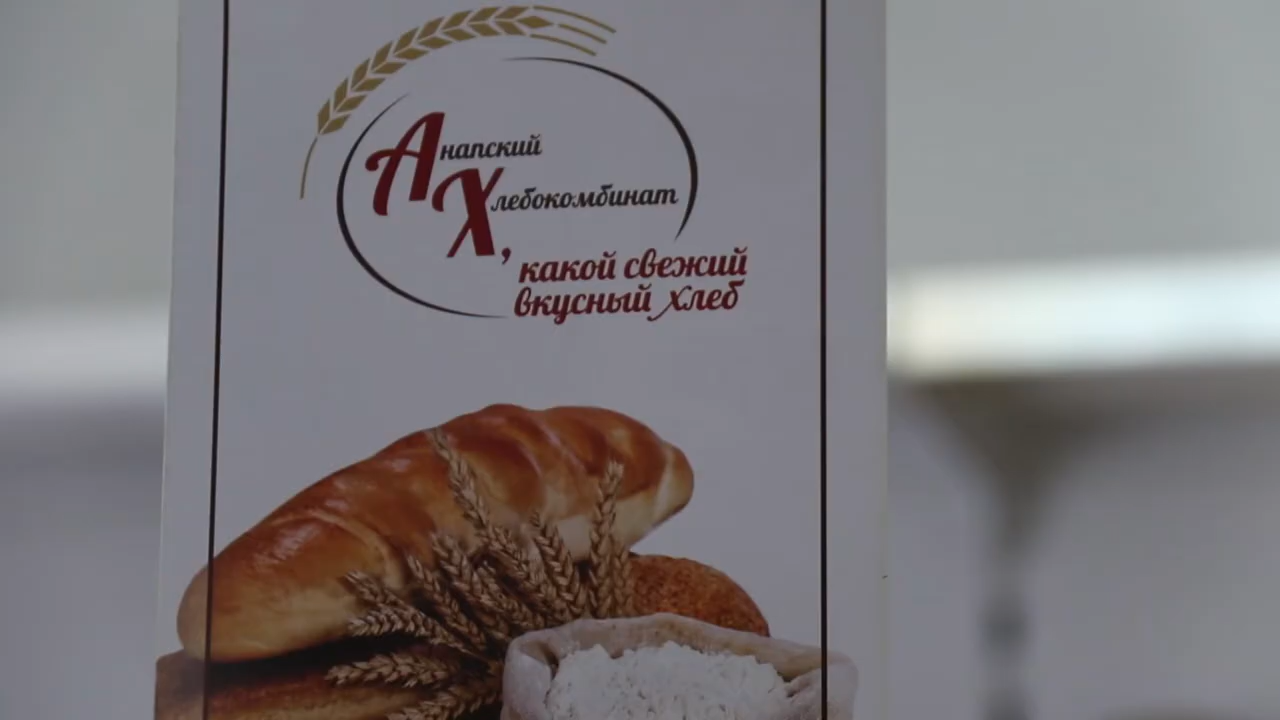 Анапский
Хлебокомбинат
, какой свежий
вкусный хлеб